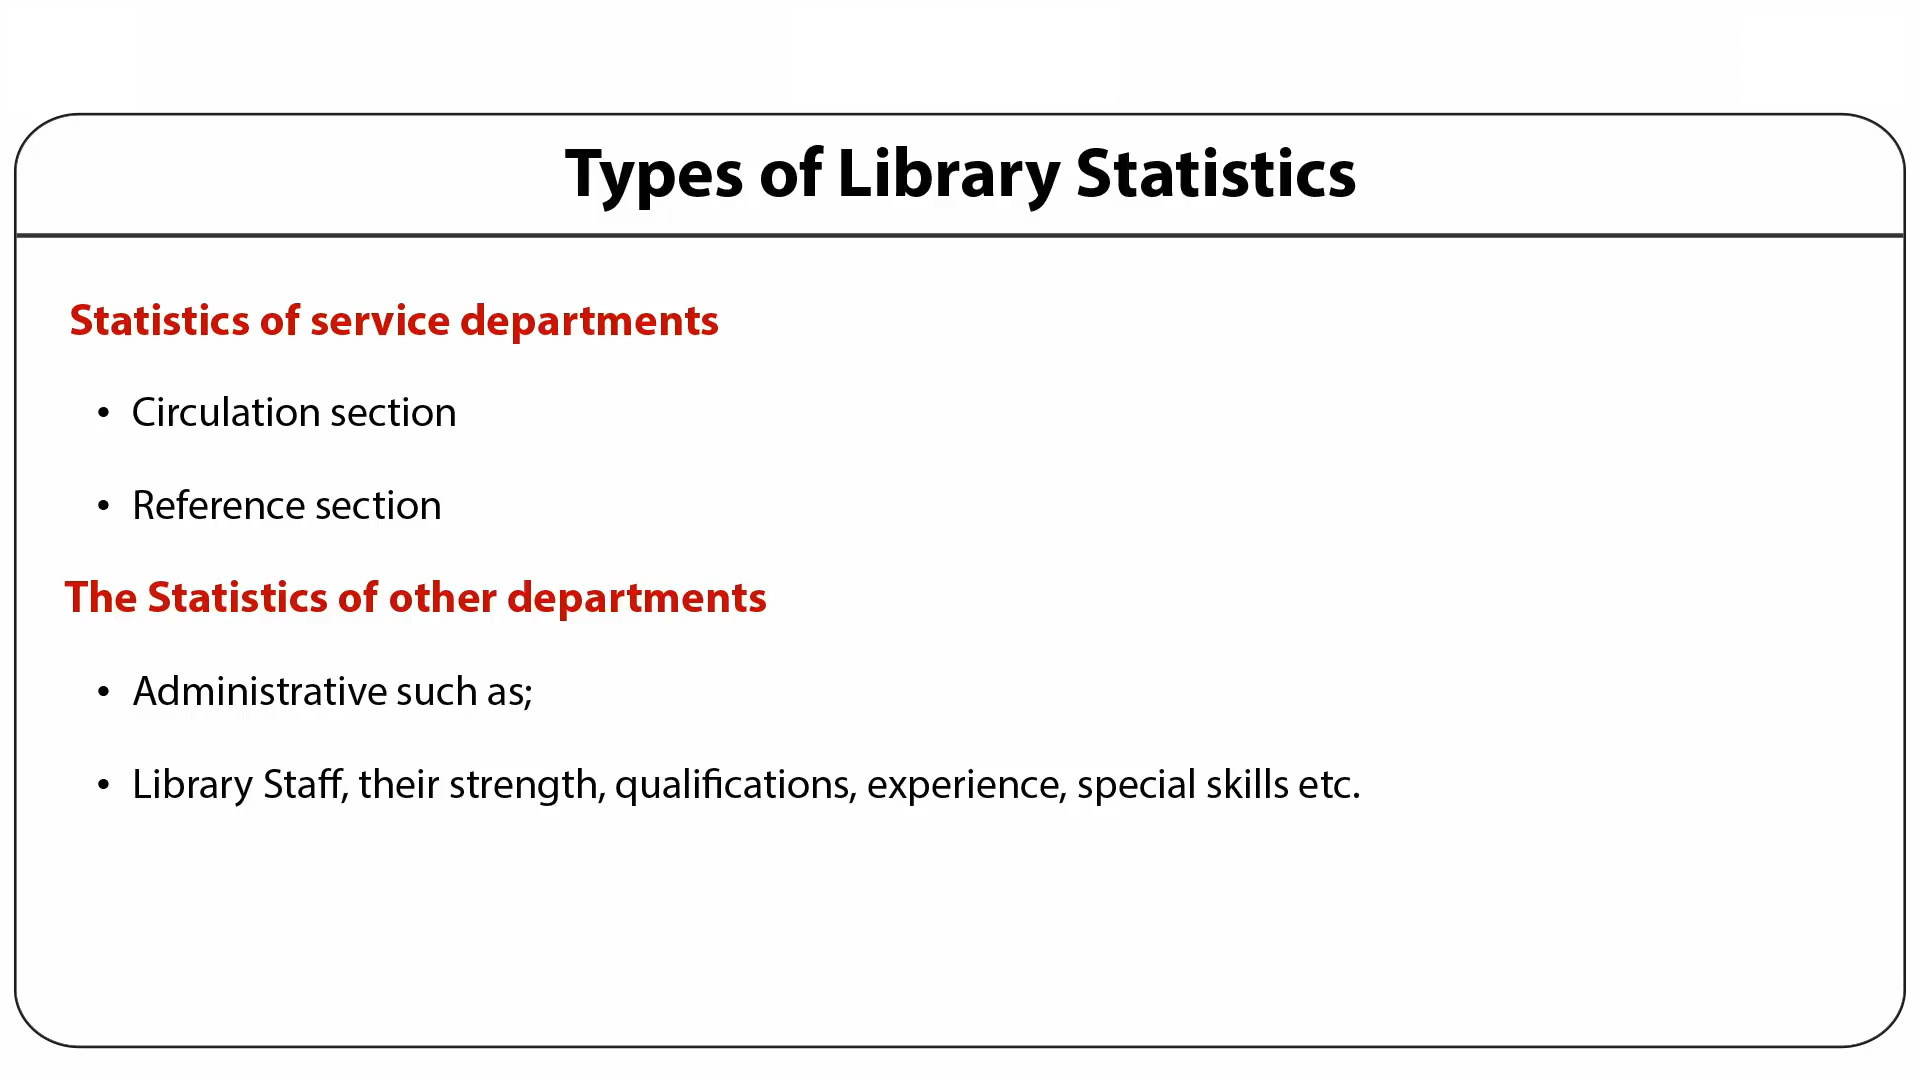 Types of Library Statistics
Statistics of service departments
• Circulation section
• Reference section
The Statistics of other departments
• Administrative such as;
• Library Staff, their strength, qualifications, experience, special skills etc.